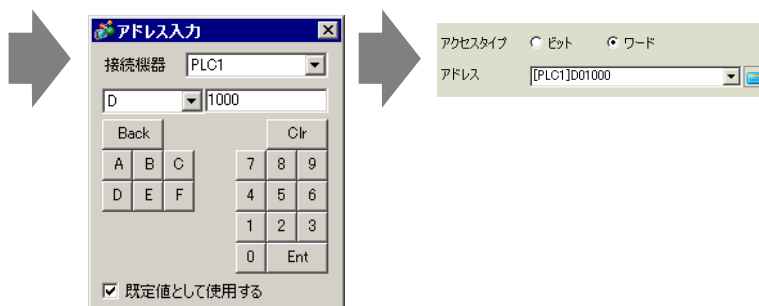 アドレス入力
接続機器 PLC1
D 1000
Back Clr
A B C 7 8 9
D E F 4 5 6
1 2 3
0 Ent
既定値として使用する
アクセスタイプ ビット ワード
アドレス [PLC1]D01000